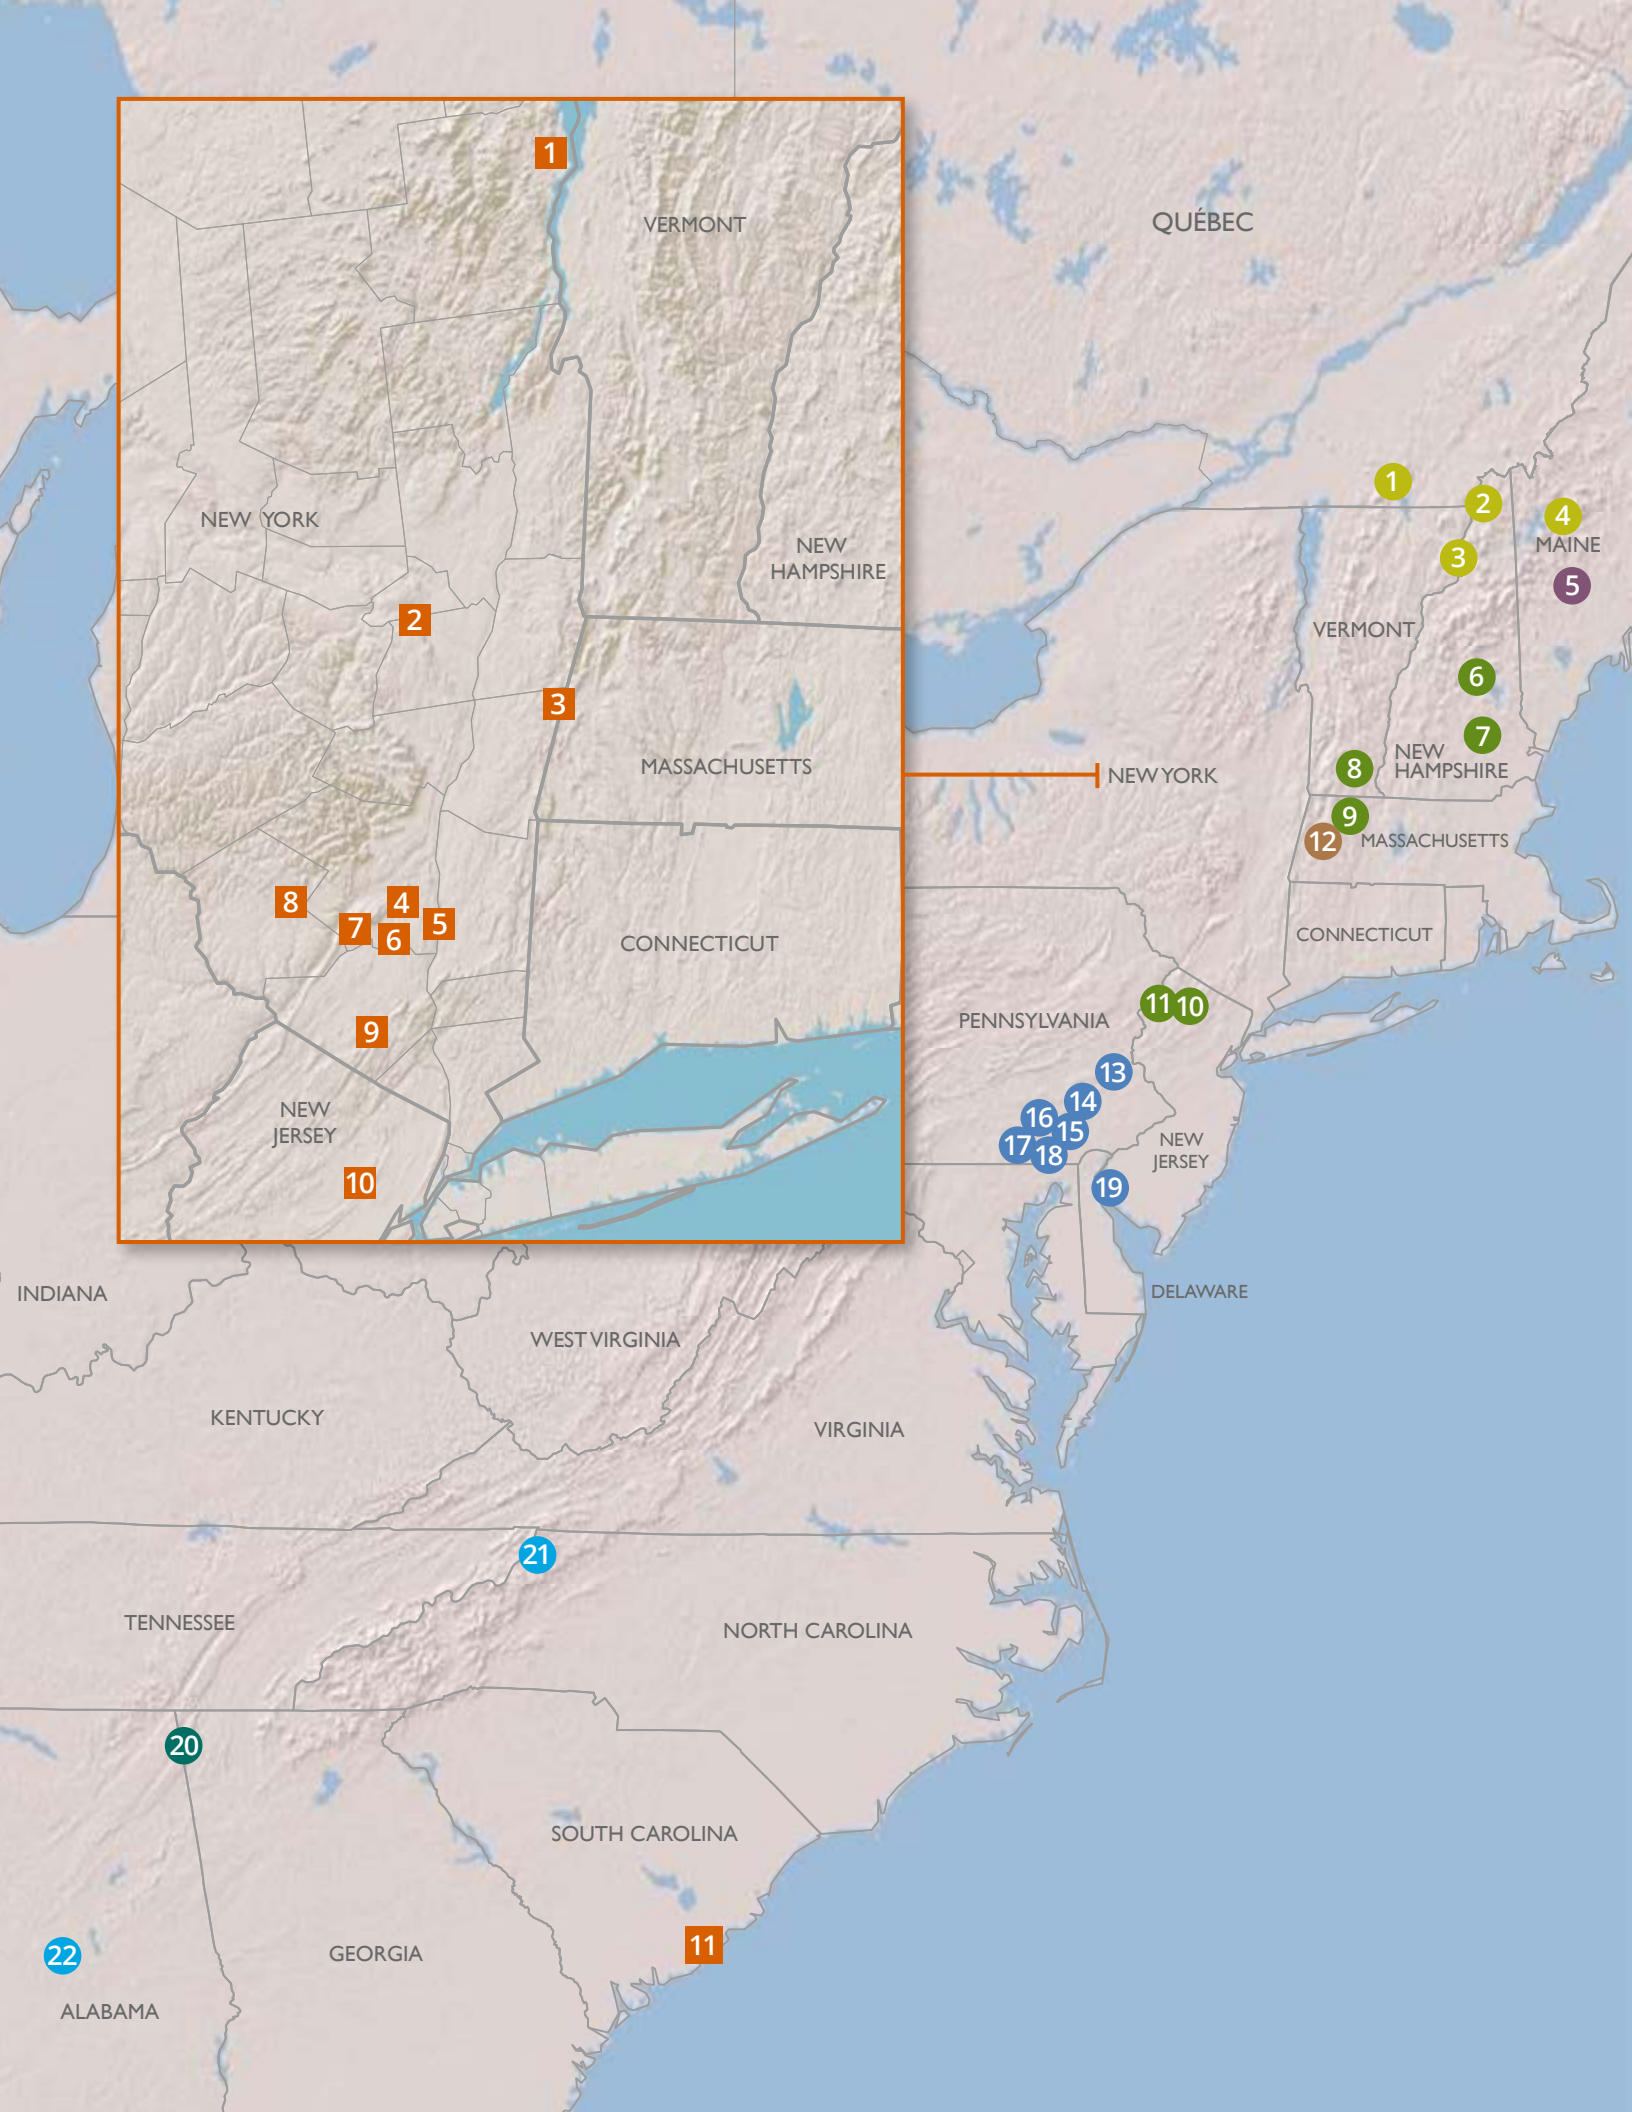 1
VERMONT
QUÉBEC
1
2
4
NEW YORK
NEW
HAMPSHIRE
MAINE
3
5
2
VERMONT
6
3
7
MASSACHUSETTS
NEW YORK
8
NEW
HAMPSHIRE
9
12
MASSACHUSETTS
8
4
7
6
5
CONNECTICUT
CONNECTICUT
11
10
PENNSYLVANIA
9
13
14
16
15
17
18
NEW
JERSEY
NEW
JERSEY
10
19
INDIANA
DELAWARE
WEST VIRGINIA
KENTUCKY
VIRGINIA
21
TENNESSEE
NORTH CAROLINA
20
SOUTH CAROLINA
11
22
GEORGIA
ALABAMA